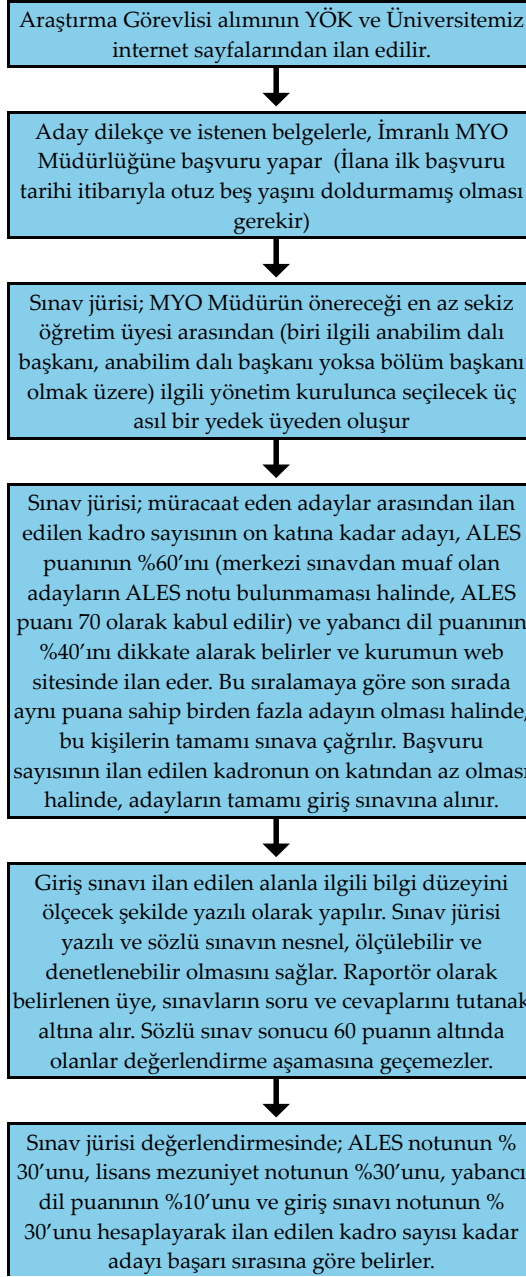 Araştırma Görevlisi alımının YÖK ve Üniversitemiz
internet sayfalarından ilan edilir.
Aday dilekçe ve istenen belgelerle, İmranlı MYO
Müdürlüğüne başvuru yapar (İlana ilk başvuru
tarihi itibarıyla otuz beş yaşını doldurmamış olması
gerekir)
Sınav jürisi; MYO Müdürün önereceği en az sekiz
öğretim üyesi arasından (biri ilgili anabilim dalı
başkanı, anabilim dalı başkanı yoksa bölüm başkanı
olmak üzere) ilgili yönetim kurulunca seçilecek üç
asıl bir yedek üyeden oluşur
Sınav jürisi; müracaat eden adaylar arasından ilan
edilen kadro sayısının on katına kadar adayı, ALES
puanının %60’ını (merkezi sınavdan muaf olan
adayların ALES notu bulunmaması halinde, ALES
puanı 70 olarak kabul edilir) ve yabancı dil puanının
%40’ını dikkate alarak belirler ve kurumun web
sitesinde ilan eder. Bu sıralamaya göre son sırada
aynı puana sahip birden fazla adayın olması halinde,
bu kişilerin tamamı sınava çağrılır. Başvuru
sayısının ilan edilen kadronun on katından az olması
halinde, adayların tamamı giriş sınavına alınır.
Giriş sınavı ilan edilen alanla ilgili bilgi düzeyini
ölçecek şekilde yazılı olarak yapılır. Sınav jürisi
yazılı ve sözlü sınavın nesnel, ölçülebilir ve
denetlenebilir olmasını sağlar. Raportör olarak
belirlenen üye, sınavların soru ve cevaplarını tutanak
altına alır. Sözlü sınav sonucu 60 puanın altında
olanlar değerlendirme aşamasına geçemezler.
Sınav jürisi değerlendirmesinde; ALES notunun %
30’unu, lisans mezuniyet notunun %30’unu, yabancı
dil puanının %10’unu ve giriş sınavı notunun %
30’unu hesaplayarak ilan edilen kadro sayısı kadar
adayı başarı sırasına göre belirler.